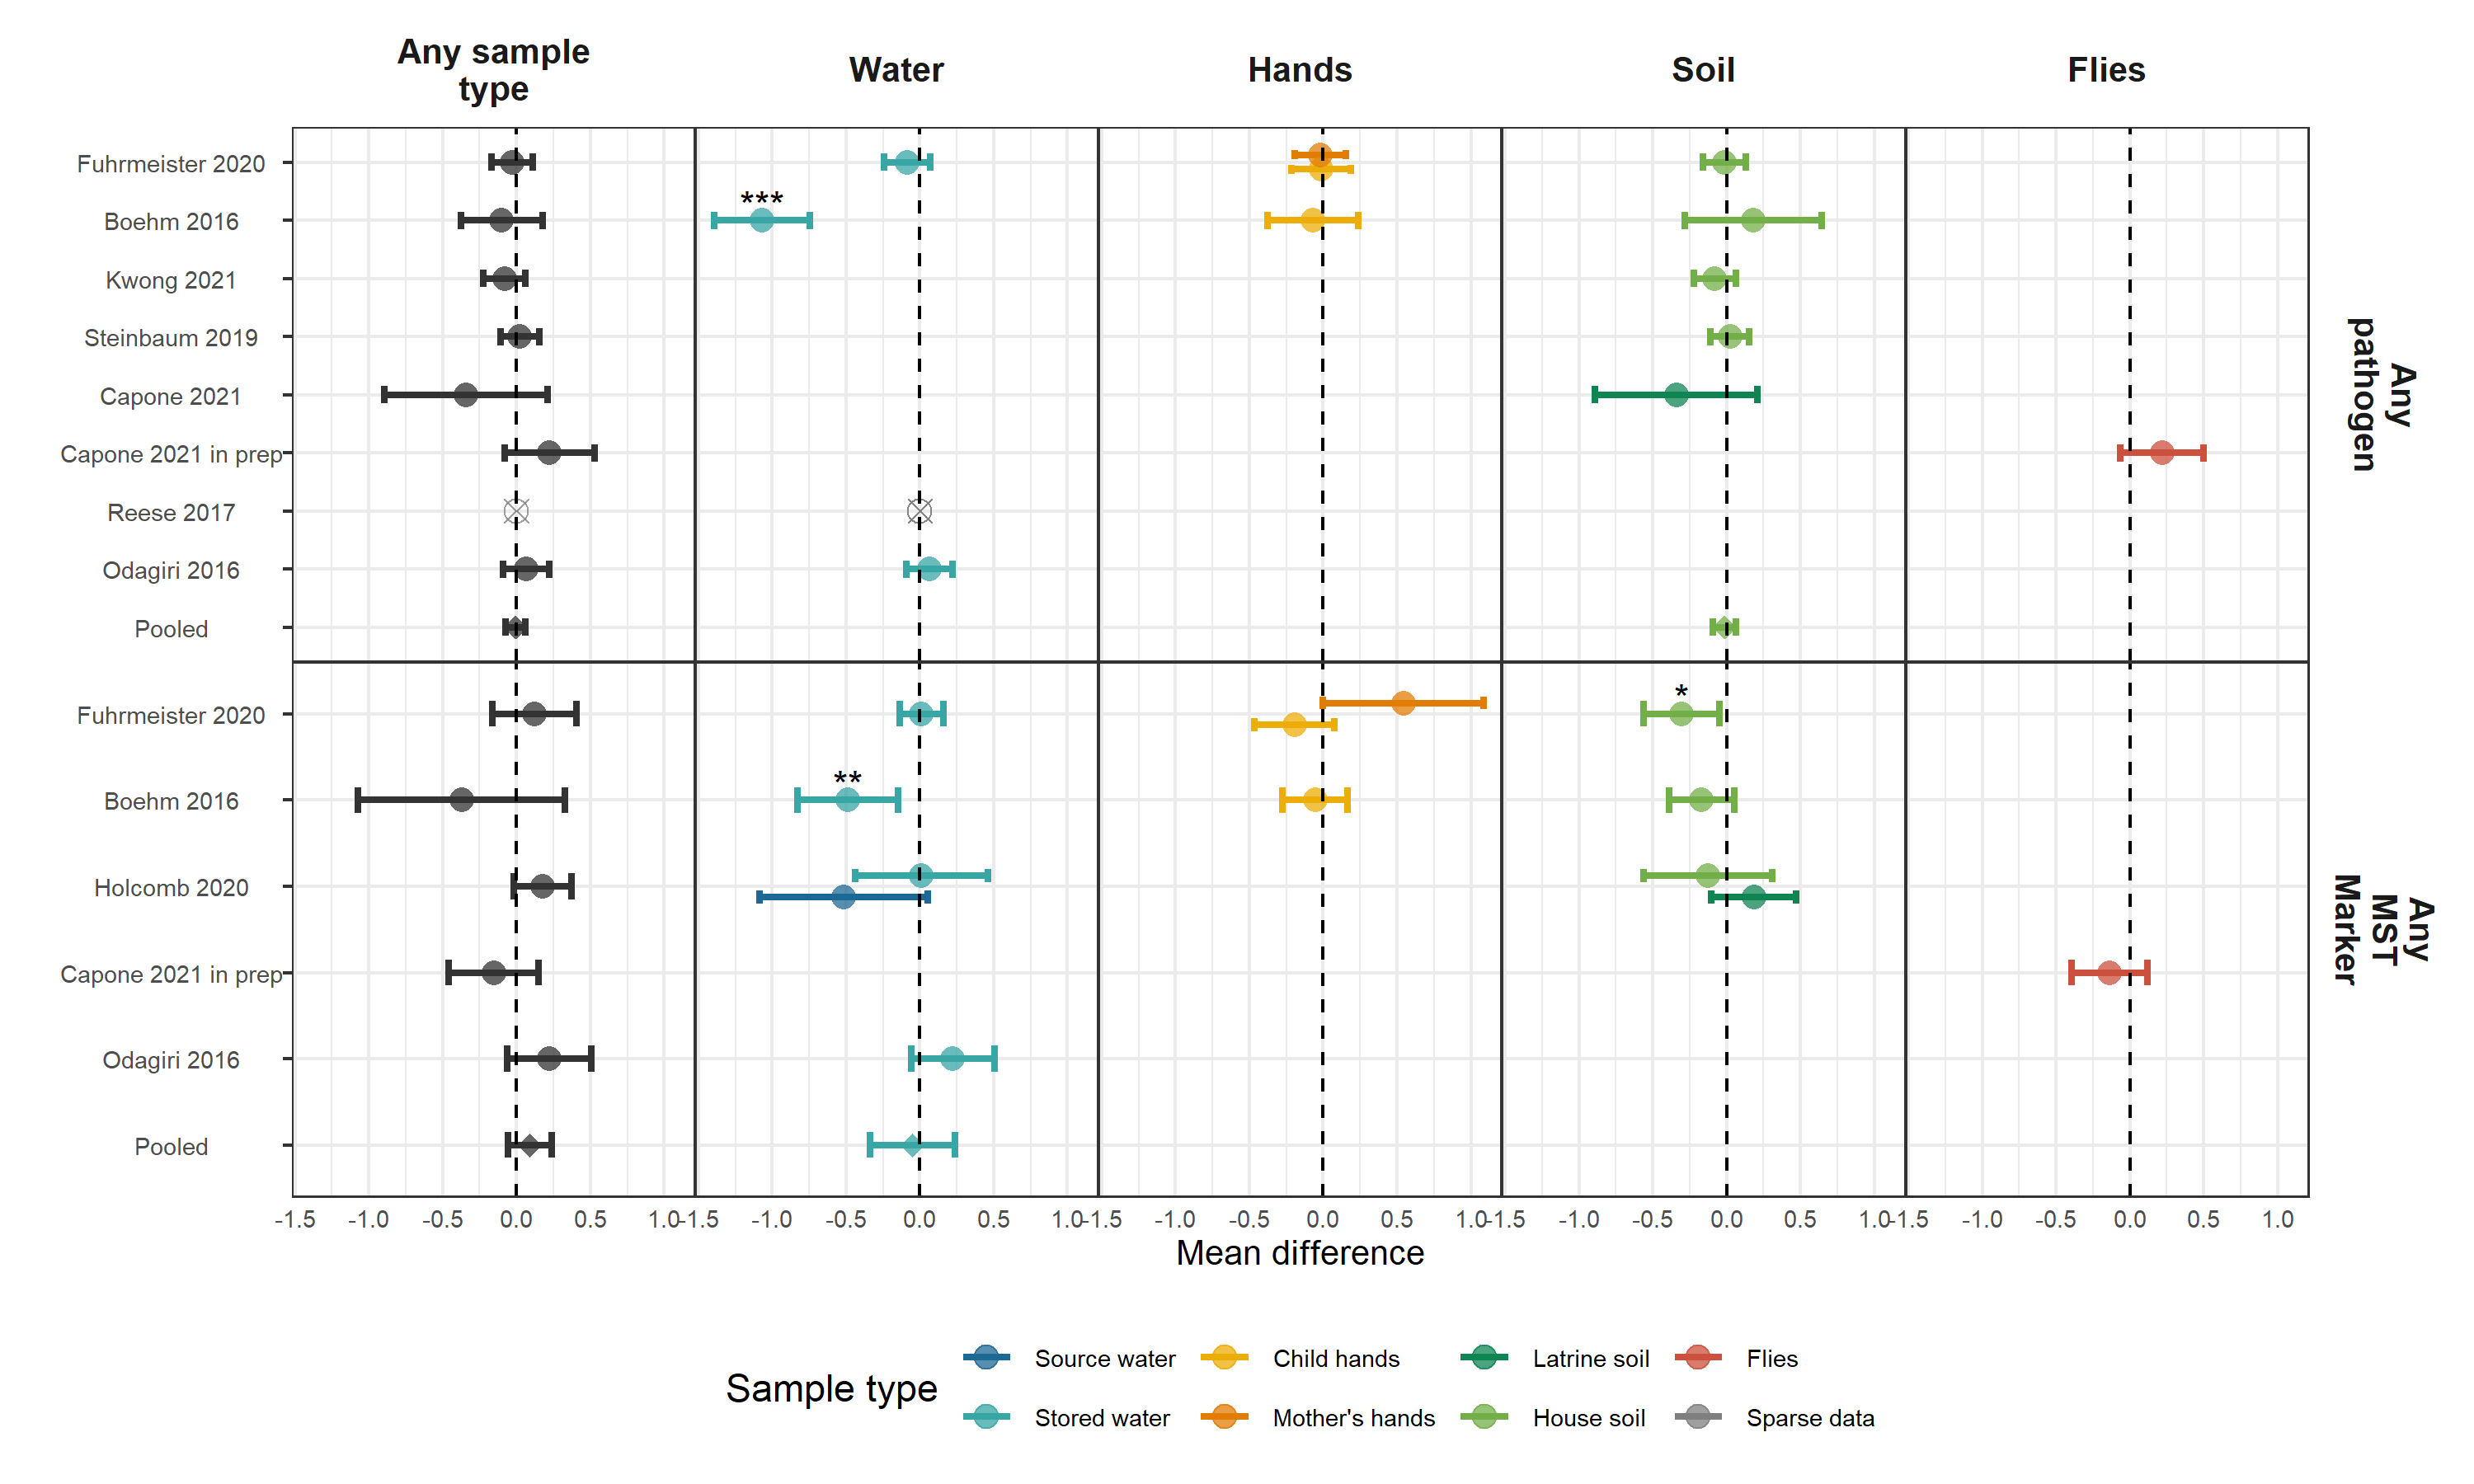 Any sample
type
Water
Hands
Soil
Flies
Fuhrmeister 2020
***
Boehm 2016
Kwong 2021
Steinbaum 2019
Capone 2021
Capone 2021 in prep
Reese 2017
Odagiri 2016
Pooled
Any
pathogen
Fuhrmeister 2020
*
**
Boehm 2016
Holcomb 2020
Capone 2021 in prep
Odagiri 2016
Pooled
Any
MST
Marker
-1.5 -1.0 -0.5 0.0 0.5 1.0 -1.5 -1.0 -0.5 0.0 0.5 1.0 -1.5 -1.0 -0.5 0.0 0.5 1.0 -1.5 -1.0 -0.5 0.0 0.5 1.0 -1.5 -1.0 -0.5 0.0 0.5 1.0
Mean difference
Sample type
Source water Child hands Latrine soil Flies
Stored water Mother's hands House soil Sparse data